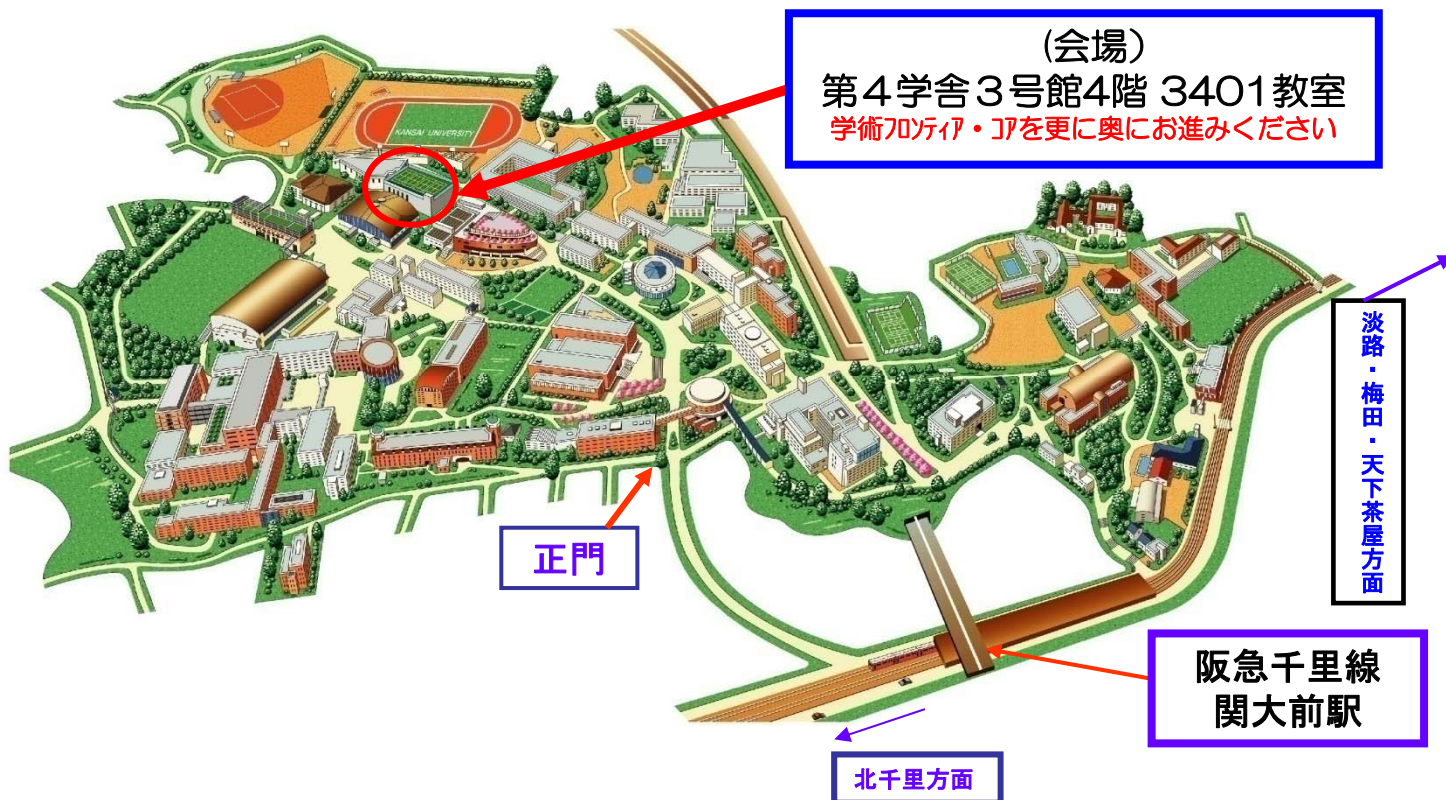 (会場）
第４学舎３号館4階 3401教室
学術ﾌﾛﾝﾃｨｱ・ｺｱを更に奥にお進みください
KANSAI UNIVERSITY
淡路・梅田・天下茶屋方面
正門
阪急千里線
関大前駅
北千里方面